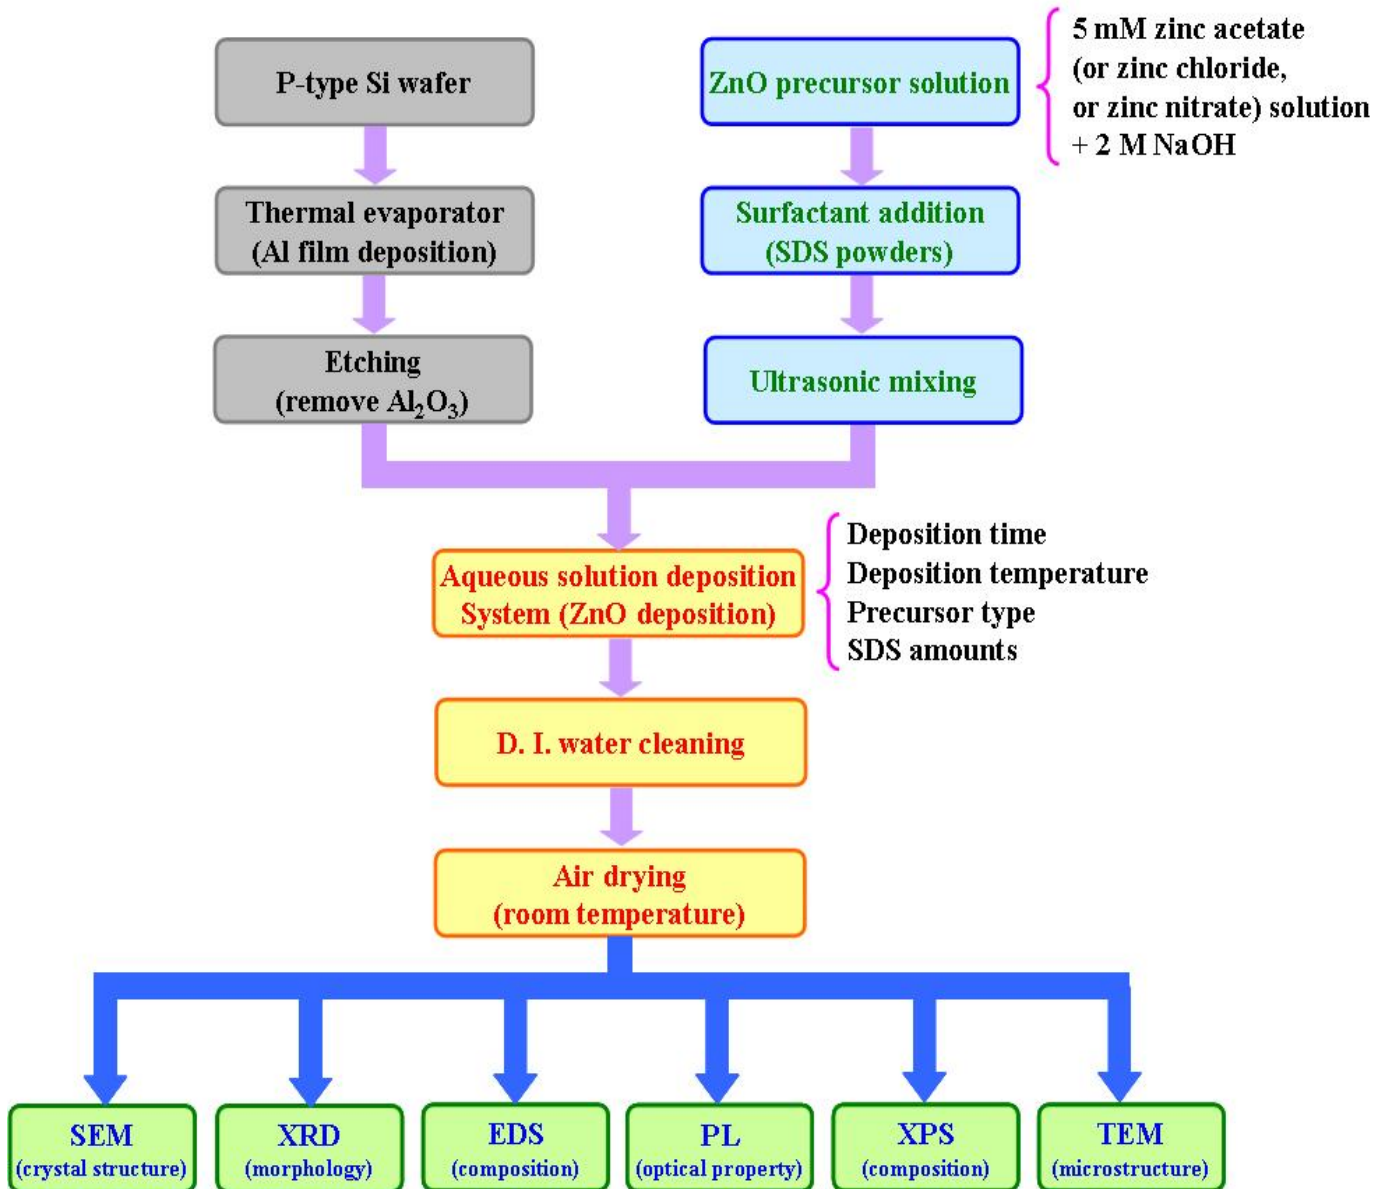 P-type Si wafer
Thermal evaporator
(Al film deposition)
Etching
(remove Al₂O₃)
ZnO precursor solution
5 mM zinc acetate
(or zinc chloride,
or zinc nitrate) solution
+ 2 M NaOH
Surfactant addition
(SDS powders)
Ultrasonic mixing
Aqueous solution deposition
System (ZnO deposition)
Deposition time
Deposition temperature
Precursor type
SDS amounts
D. I. water cleaning
Air drying
(room temperature)
SEM
(crystal structure)
XRD
(morphology)
EDS
(composition)
PL
(optical property)
XPS
(composition)
TEM
(microstructure)